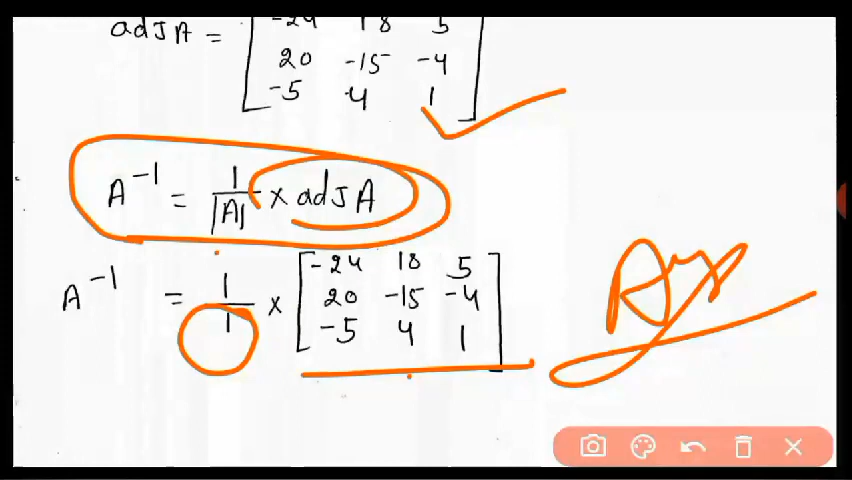 adJ A = [ -24 18 5
20 -15 -4
-5 4 1 ]
A⁻¹ = 1/|A| × adJ A
A⁻¹ = 1/1 × [ -24 18 5
20 -15 -4
-5 4 1 ]
Ans